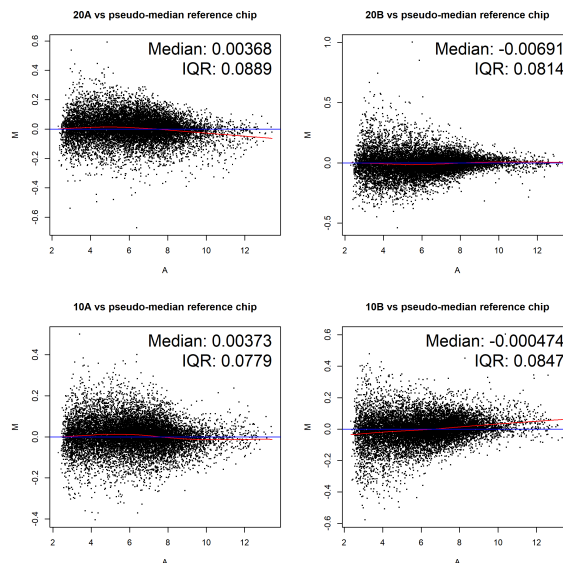 20A vs pseudo-median reference chip
Median: 0.00368
IQR: 0.0889
M
0.6
0.4
0.2
0.0
-0.2
-0.4
-0.6
2 4 6 8 10 12
A
20B vs pseudo-median reference chip
Median: -0.00691
IQR: 0.0814
M
1.0
0.5
0.0
-0.5
2 4 6 8 10 12
A
10A vs pseudo-median reference chip
Median: 0.00373
IQR: 0.0779
M
0.4
0.2
0.0
-0.2
-0.4
2 4 6 8 10 12
A
10B vs pseudo-median reference chip
Median: -0.000474
IQR: 0.0847
M
0.6
0.4
0.2
0.0
-0.2
-0.4
-0.6
2 4 6 8 10 12
A